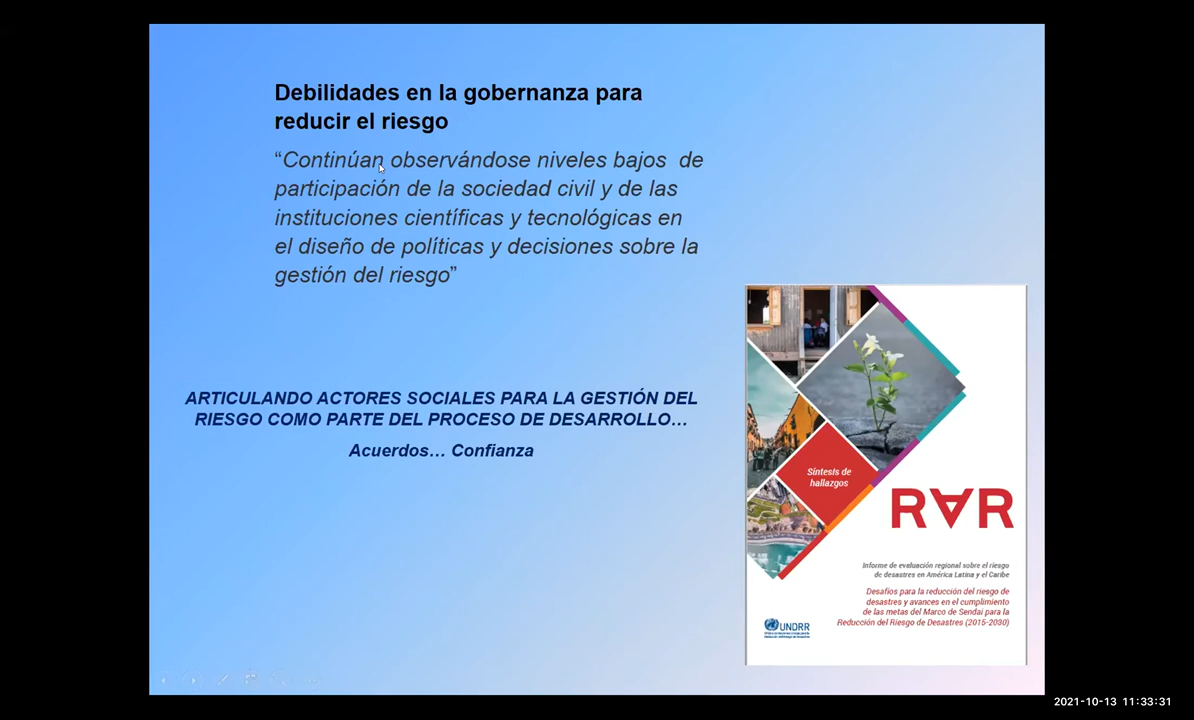 Debilidades en la gobernanza para
reducir el riesgo
“Continúan observándose niveles bajos  de
participación de la sociedad civil y de las
instituciones científicas y tecnológicas en
el diseño de políticas y decisiones sobre la
gestión del riesgo”
ARTICULANDO ACTORES SOCIALES PARA LA GESTIÓN DEL
RIESGO COMO PARTE DEL PROCESO DE DESARROLLO…
Acuerdos… Confianza
Síntesis de
hallazgos
RAR
Informe de evaluación regional sobre el riesgo
de desastres en América Latina y el Caribe
Desafíos para la reducción del riesgo de
desastres y avances en el cumplimiento
de las metas del Marco de Sendai para la
Reducción del Riesgo de Desastres (2015-2030)
UNDRR
2021-10-13 11:33:31